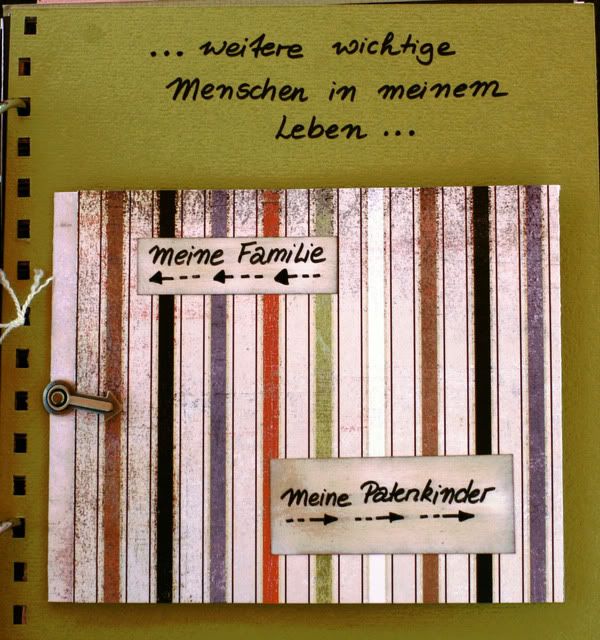 ... weitere wichtige
Menschen in meinem
Leben ...
meine Familie
Meine Patenkinder